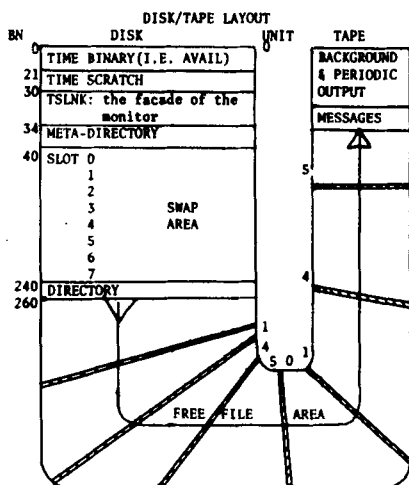 DISK/TAPE LAYOUT
BN DISK UNIT TAPE
0 TIME BINARY(I.E. AVAIL) 0 BACKGROUND
& PERIODIC
OUTPUT
21 TIME SCRATCH
30 TSLNK: the facade of the
monitor
MESSAGES
34 META-DIRECTORY
40 SLOT 0
1
2
3 SWAP
4 AREA
5
6
7
5
4
240 DIRECTORY
260
1
4
5 0 1
FREE FILE AREA